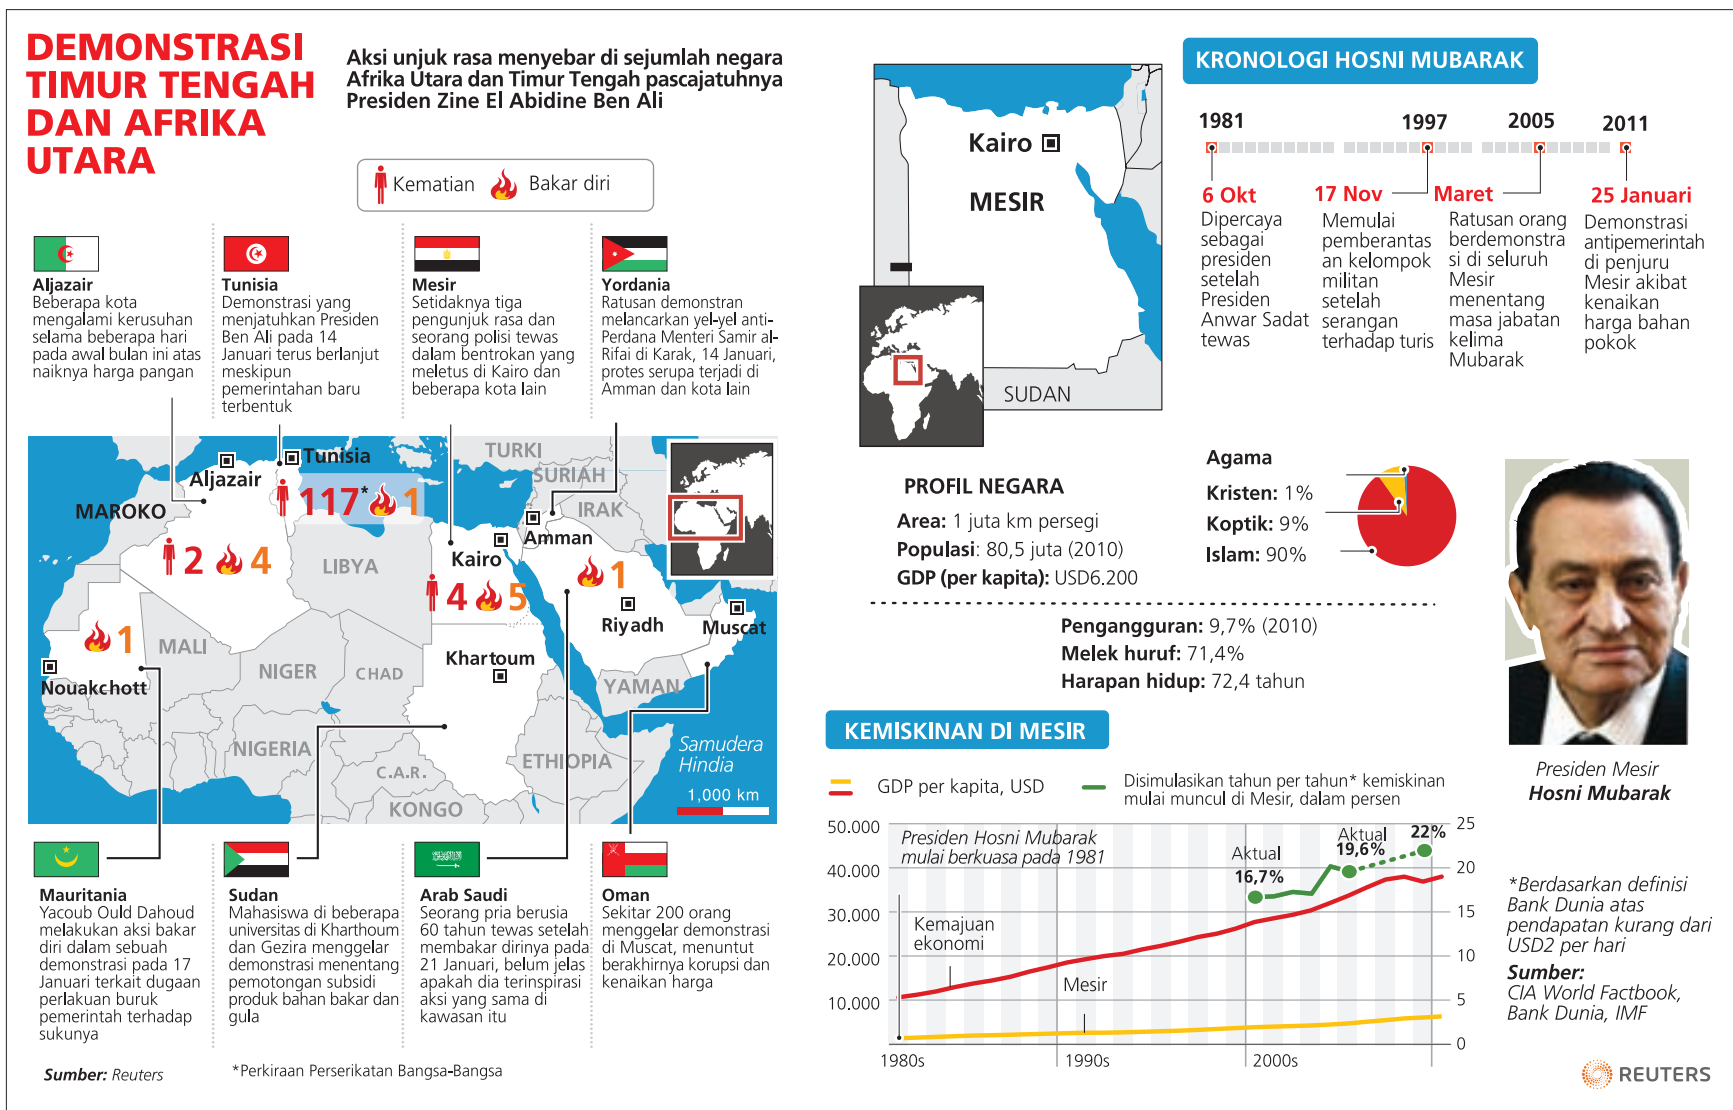 DEMONSTRASI
TIMUR TENGAH
DAN AFRIKA
UTARA
Aksi unjuk rasa menyebar di sejumlah negara
Afrika Utara dan Timur Tengah pascajatuhnya
Presiden Zine El Abidine Ben Ali
Kematian
Bakar diri
Aljazair
Beberapa kota
mengalami kerusuhan
selama beberapa hari
pada awal bulan ini atas
naiknya harga pangan
Tunisia
Demonstrasi yang
menjatuhkan Presiden
Ben Ali pada 14
Januari terus berlanjut
meskipun
pemerintahan baru
terbentuk
Mesir
Setidaknya tiga
pengunjuk rasa dan
seorang polisi tewas
dalam bentrokan yang
meletus di Kairo dan
beberapa kota lain
Yordania
Ratusan demonstran
melancarkan yel-yel anti-
Perdana Menteri Samir al-
Rifai di Karak, 14 Januari,
protes serupa terjadi di
Amman dan kota lain
TURKI
SURIAH
IRAK
Aljazair
Tunisia
117* 1
MAROKO
2 4
LIBYA
Kairo
4 5
Amman
1
Riyadh
Muscat
1
MALI
NIGER
CHAD
Khartoum
Nouakchott
YAMAN
NIGERIA
C.A.R.
ETHIOPIA
KONGO
Samudera
Hindia
1,000 km
Mauritania
Yacoub Ould Dahoud
melakukan aksi bakar
diri dalam sebuah
demonstrasi pada 17
Januari terkait dugaan
perlakuan buruk
pemerintah terhadap
sukunya
Sudan
Mahasiswa di beberapa
universitas di Kharthoum
dan Gezira menggelar
demonstrasi menentang
pemotongan subsidi
produk bahan bakar dan
gula
Arab Saudi
Seorang pria berusia
60 tahun tewas setelah
membakar dirinya pada
21 Januari, belum jelas
apakah dia terinspirasi
aksi yang sama di
kawasan itu
Oman
Sekitar 200 orang
menggelar demonstrasi
di Muscat, menuntut
berakhirnya korupsi dan
kenaikan harga
Sumber: Reuters
*Perkiraan Perserikatan Bangsa-Bangsa
Kairo
MESIR
SUDAN
KRONOLOGI HOSNI MUBARAK
1981
1997
2005
2011
6 Okt
Dipercaya
sebagai
presiden
setelah
Presiden
Anwar Sadat
tewas
17 Nov
Memulai
pemberantas
an kelompok
militan
setelah
serangan
terhadap turis
Maret
Ratusan orang
berdemonstra
si di seluruh
Mesir
menentang
masa jabatan
kelima
Mubarak
25 Januari
Demonstrasi
antipemerintah
di penjuru
Mesir akibat
kenaikan
harga bahan
pokok
PROFIL NEGARA
Area: 1 juta km persegi
Populasi: 80,5 juta (2010)
GDP (per kapita): USD6.200
Agama
Kristen: 1%
Koptik: 9%
Islam: 90%
Pengangguran: 9,7% (2010)
Melek huruf: 71,4%
Harapan hidup: 72,4 tahun
Presiden Mesir
Hosni Mubarak
KEMISKINAN DI MESIR
GDP per kapita, USD
Disimulasikan tahun per tahun* kemiskinan
mulai muncul di Mesir, dalam persen
50.000
40.000
30.000
20.000
10.000
Presiden Hosni Mubarak
mulai berkuasa pada 1981
Kemajuan
ekonomi
Mesir
Aktual
16,7%
Aktual
19,6%
22%
25
20
15
10
5
0
1980s
1990s
2000s
*Berdasarkan definisi
Bank Dunia atas
pendapatan kurang dari
USD2 per hari
Sumber:
CIA World Factbook,
Bank Dunia, IMF
REUTERS